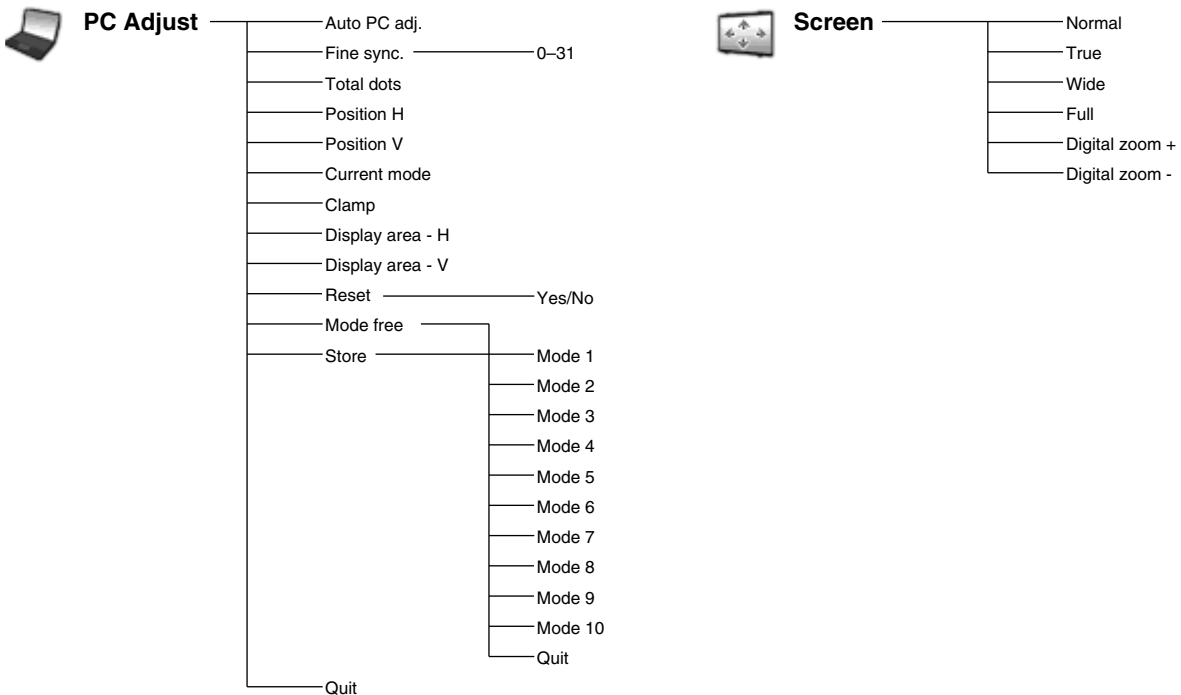 PC Adjust
Auto PC adj.
Fine sync.
0–31
Total dots
Position H
Position V
Current mode
Clamp
Display area - H
Display area - V
Reset
Yes/No
Mode free
Store
Mode 1
Mode 2
Mode 3
Mode 4
Mode 5
Mode 6
Mode 7
Mode 8
Mode 9
Mode 10
Quit
Quit
Screen
Normal
True
Wide
Full
Digital zoom +
Digital zoom -